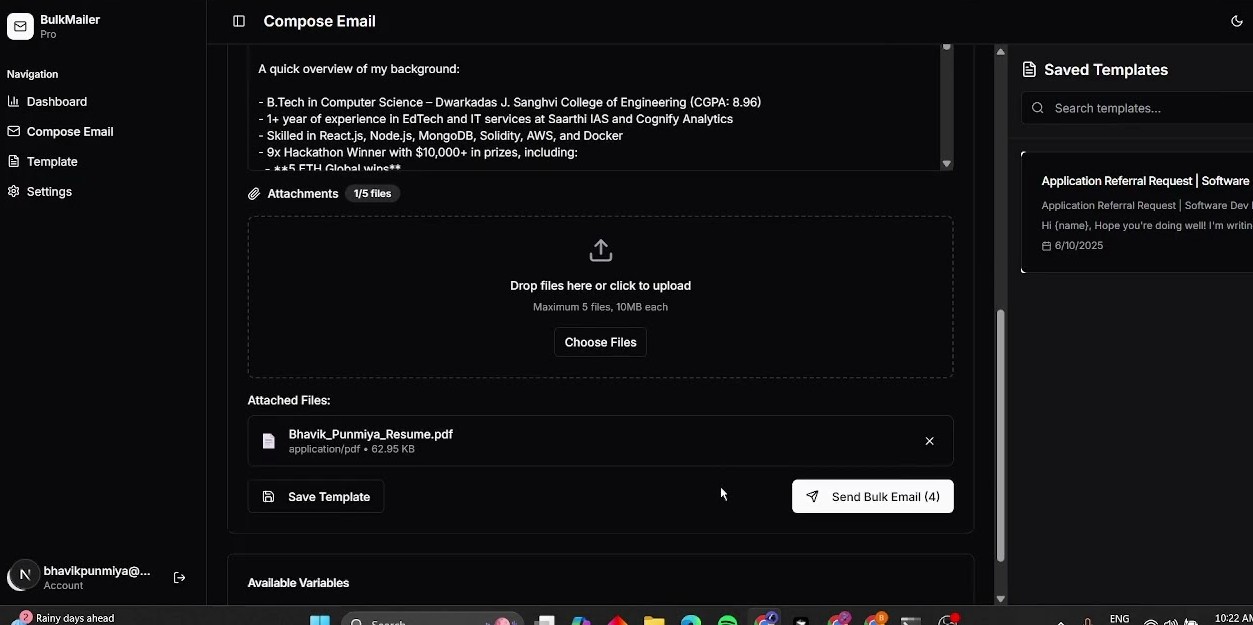 BulkMailer
Pro
Compose Email
Navigation
Dashboard
Compose Email
Template
Settings
A quick overview of my background:
- B.Tech in Computer Science – Dwarkadas J. Sanghvi College of Engineering (CGPA: 8.96)
- 1+ year of experience in EdTech and IT services at Saarthi IAS and Cognify Analytics
- Skilled in React.js, Node.js, MongoDB, Solidity, AWS, and Docker
- 9x Hackathon Winner with $10,000+ in prizes, including:
- **5 ETH Global wins**
Attachments 1/5 files
Drop files here or click to upload
Maximum 5 files, 10MB each
Choose Files
Attached Files:
Bhavik_Punmiya_Resume.pdf
application/pdf • 62.95 KB
Save Template
Send Bulk Email (4)
Available Variables
Saved Templates
Search templates...
Application Referral Request | Software
Application Referral Request | Software Dev
Hi {name}, Hope you're doing well! I'm writin
6/10/2025
N
bhavikpunmiya@...
Account
2
Rainy days ahead
Search
ENG
10:22 AM